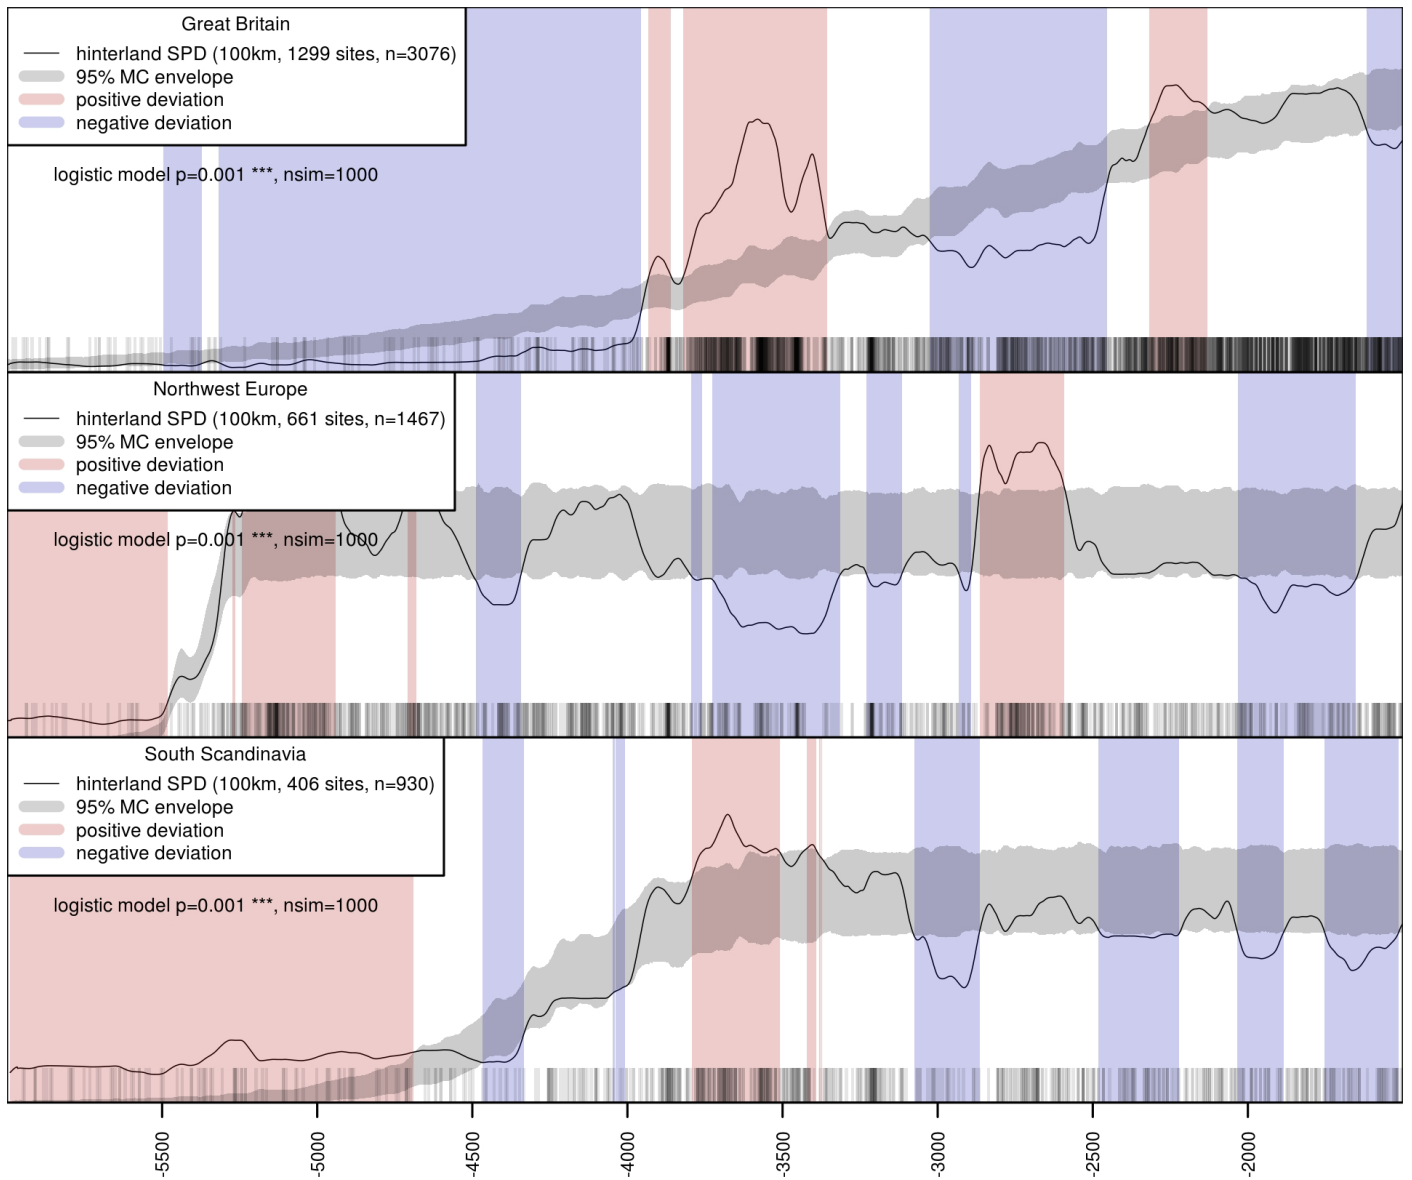 Great Britain
hinterland SPD (100km, 1299 sites, n=3076)
95% MC envelope
positive deviation
negative deviation
logistic model p=0.001 ***, nsim=1000
Northwest Europe
hinterland SPD (100km, 661 sites, n=1467)
95% MC envelope
positive deviation
negative deviation
logistic model p=0.001 ***, nsim=1000
South Scandinavia
hinterland SPD (100km, 406 sites, n=930)
95% MC envelope
positive deviation
negative deviation
logistic model p=0.001 ***, nsim=1000
-5500 -5000 -4500 -4000 -3500 -3000 -2500 -2000